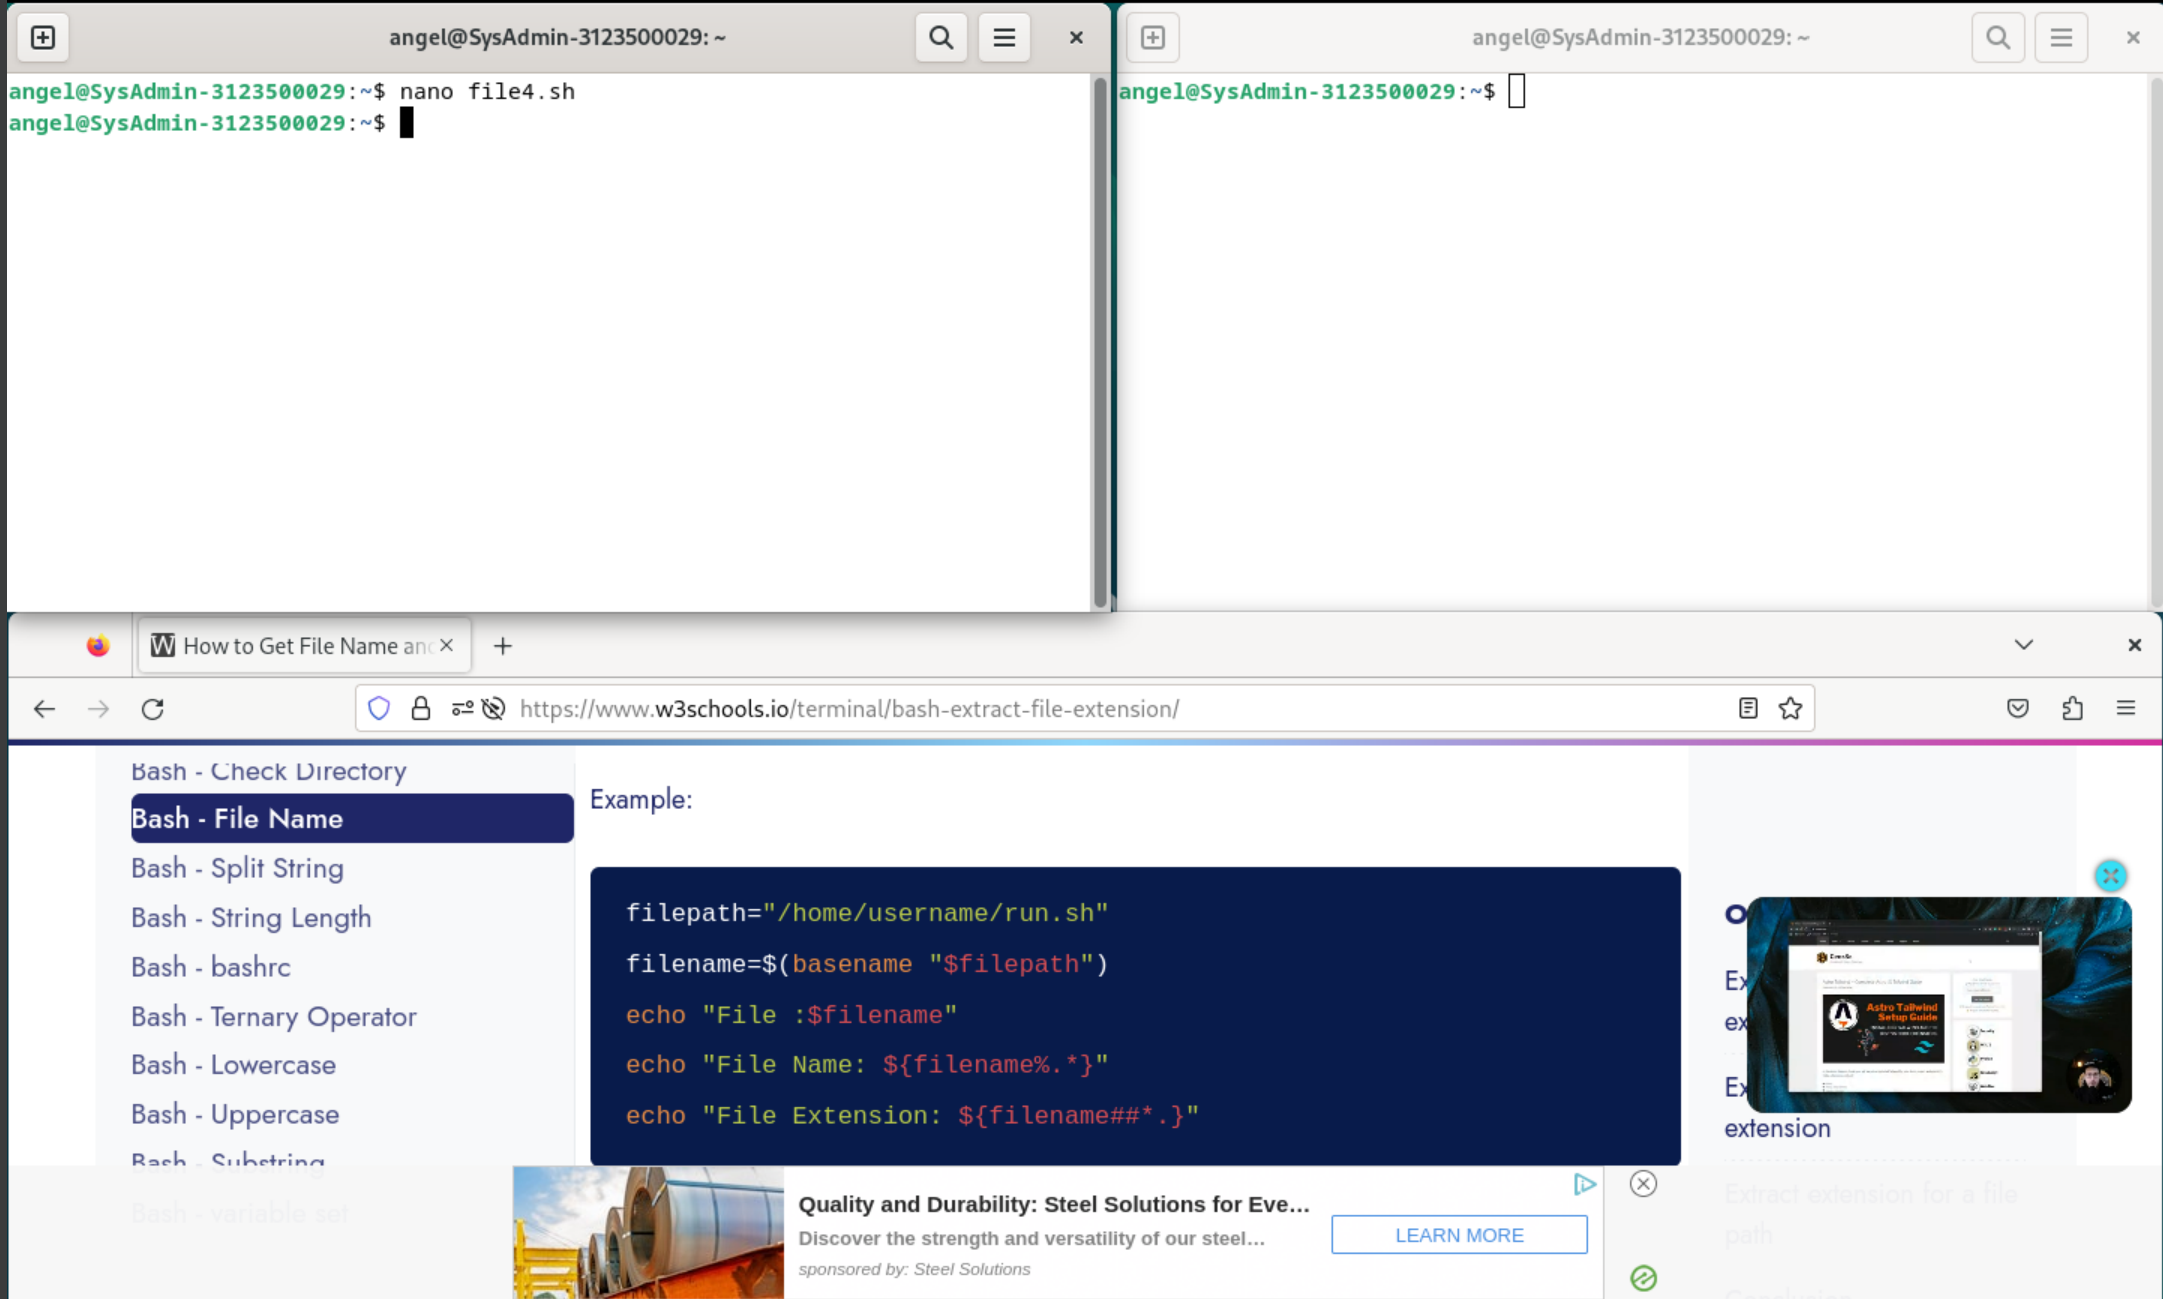 angel@SysAdmin-3123500029: ~
angel@SysAdmin-3123500029:~$ nano file4.sh
angel@SysAdmin-3123500029:~$
angel@SysAdmin-3123500029: ~
angel@SysAdmin-3123500029:~$
How to Get File Name and
https://www.w3schools.io/terminal/bash-extract-file-extension/
Bash - Check Directory
Bash - File Name
Bash - Split String
Bash - String Length
Bash - bashrc
Bash - Ternary Operator
Bash - Lowercase
Bash - Uppercase
Bash - Substring
Bash - variable set
Example:
filepath="/home/username/run.sh"
filename=$(basename "$filepath")
echo "File :$filename"
echo "File Name: ${filename%.*}"
echo "File Extension: ${filename##*.}"
Ex
ex
Ex
extension
Extract extension for a file
path
Conclusion
Astro Tailwind
Setup Guide
Quality and Durability: Steel Solutions for Eve...
Discover the strength and versatility of our steel...
sponsored by: Steel Solutions
LEARN MORE